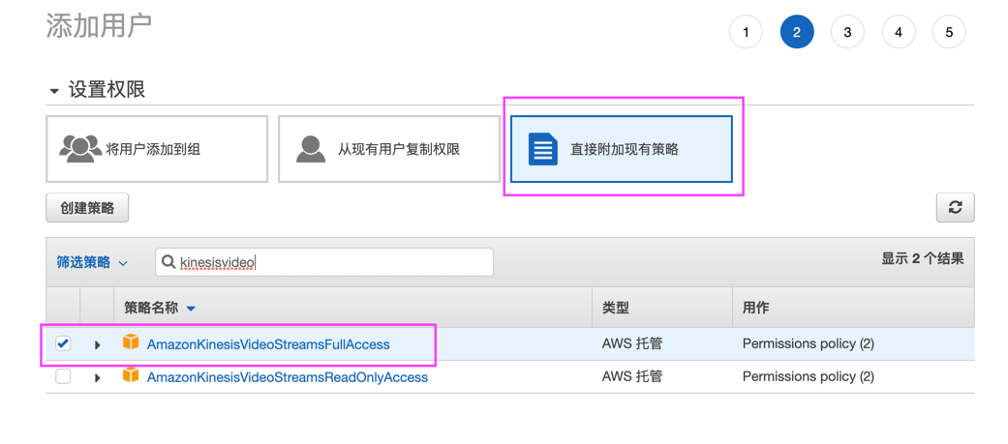 添加用户
1 2 3 4 5
设置权限
将用户添加到组 从现有用户复制权限 直接附加现有策略
创建策略
筛选策略 kinesisvideo 显示 2 个结果
策略名称 类型 用作
AmazonKinesisVideoStreamsFullAccess AWS 托管 Permissions policy (2)
AmazonKinesisVideoStreamsReadOnlyAccess AWS 托管 Permissions policy (2)